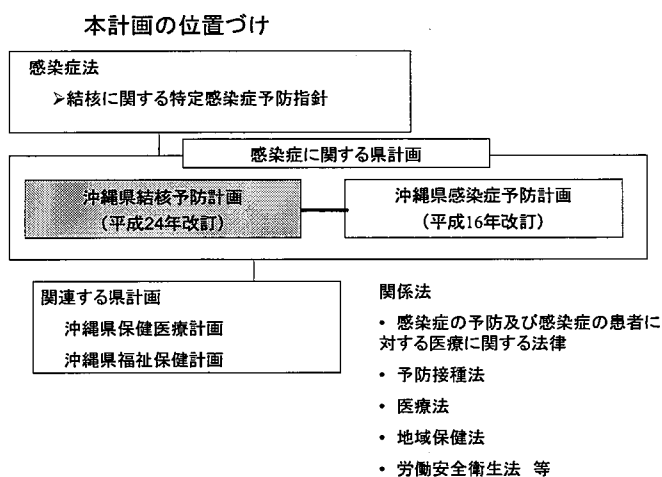 本計画の位置づけ
感染症法
➢結核に関する特定感染症予防指針
感染症に関する県計画
沖縄県結核予防計画
(平成24年改訂)
沖縄県感染症予防計画
(平成16年改訂)
関連する県計画
沖縄県保健医療計画
沖縄県福祉保健計画
関係法
• 感染症の予防及び感染症の患者に
対する医療に関する法律
• 予防接種法
• 医療法
• 地域保健法
• 労働安全衛生法 等